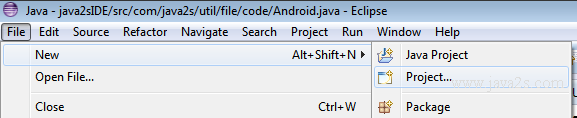 Java - java2sIDE/src/com/java2s/util/file/code/Android.java - Eclipse
File Edit Source Refactor Navigate Search Project Run Window Help
New Alt+Shift+N Java Project
Open File... Project...
Close Ctrl+W Package
www.java2s.com